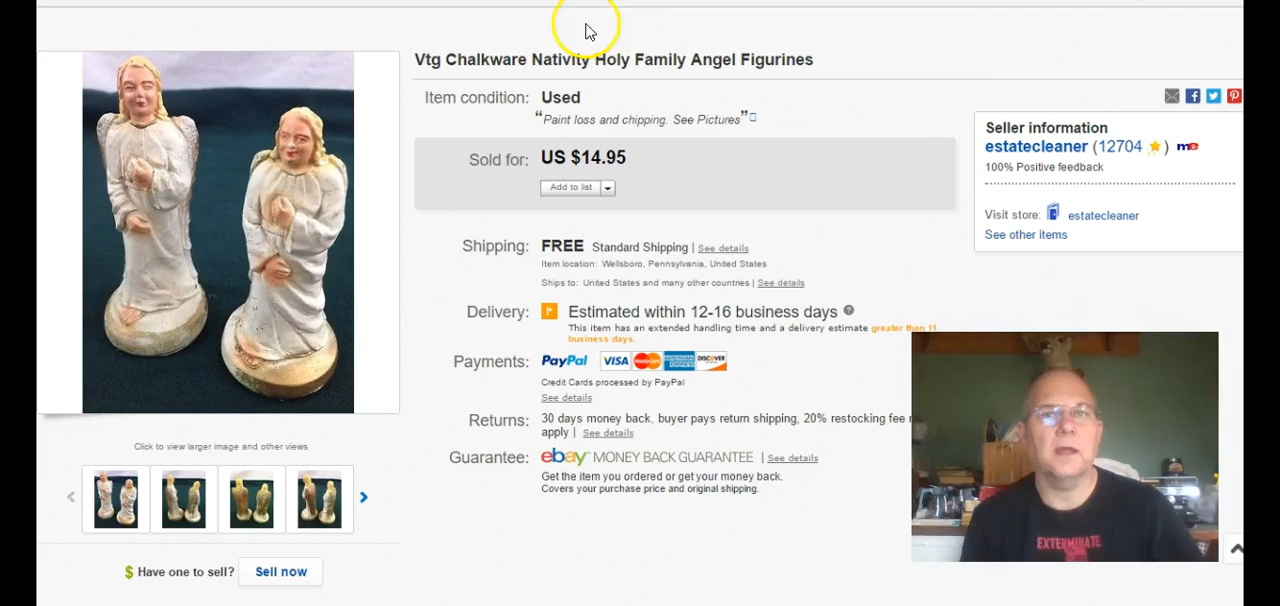 Vtg Chalkware Nativity Holy Family Angel Figurines
Item condition: Used
“Paint loss and chipping. See Pictures”
Sold for: US $14.95
Add to list
Shipping: FREE Standard Shipping | See details
Item location: Wellsboro, Pennsylvania, United States
Ships to: United States and many other countries | See details
Delivery: Estimated within 12-16 business days
This item has an extended handling time and a delivery estimate greater than 11
business days.
Payments: PayPal VISA MasterCard AMERICAN EXPRESS DISCOVER
Credit Cards processed by PayPal
See details
Returns: 30 days money back, buyer pays return shipping, 20% restocking fee
apply | See details
Guarantee: ebay MONEY BACK GUARANTEE | See details
Get the item you ordered or get your money back.
Covers your purchase price and original shipping.
Seller information
estatecleaner (12704 ) me
100% Positive feedback
Visit store: estatecleaner
See other items
Click to view larger image and other views
$ Have one to sell? Sell now
EXTERMINATE